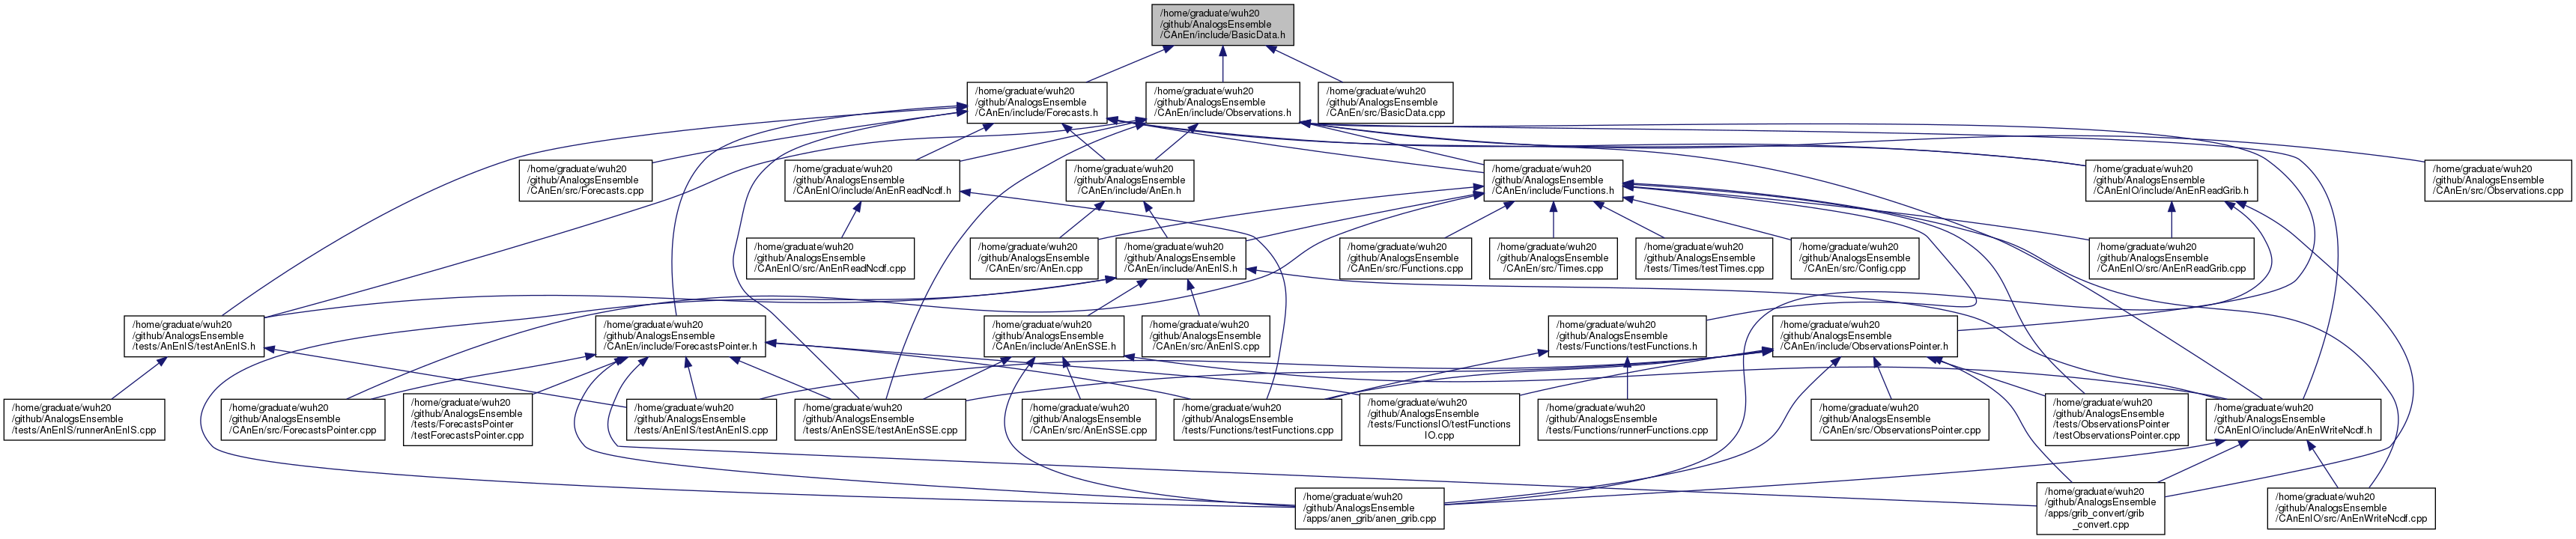 /home/graduate/wuh20
/github/AnalogsEnsemble
/CAnEn/include/BasicData.h
/home/graduate/wuh20
/github/AnalogsEnsemble
/CAnEn/include/Forecasts.h
/home/graduate/wuh20
/github/AnalogsEnsemble
/CAnEn/include/Observations.h
/home/graduate/wuh20
/github/AnalogsEnsemble
/CAnEn/src/BasicData.cpp
/home/graduate/wuh20
/github/AnalogsEnsemble
/CAnEn/src/Forecasts.cpp
/home/graduate/wuh20
/github/AnalogsEnsemble
/CAnEnIO/include/AnEnReadNcdf.h
/home/graduate/wuh20
/github/AnalogsEnsemble
/CAnEn/include/AnEn.h
/home/graduate/wuh20
/github/AnalogsEnsemble
/CAnEn/include/Functions.h
/home/graduate/wuh20
/github/AnalogsEnsemble
/CAnEnIO/include/AnEnReadGrib.h
/home/graduate/wuh20
/github/AnalogsEnsemble
/CAnEn/src/Observations.cpp
/home/graduate/wuh20
/github/AnalogsEnsemble
/CAnEnIO/src/AnEnReadNcdf.cpp
/home/graduate/wuh20
/github/AnalogsEnsemble
/CAnEn/src/AnEn.cpp
/home/graduate/wuh20
/github/AnalogsEnsemble
/CAnEn/include/AnEnIS.h
/home/graduate/wuh20
/github/AnalogsEnsemble
/CAnEn/src/Functions.cpp
/home/graduate/wuh20
/github/AnalogsEnsemble
/CAnEn/src/Times.cpp
/home/graduate/wuh20
/github/AnalogsEnsemble
/tests/Times/testTimes.cpp
/home/graduate/wuh20
/github/AnalogsEnsemble
/CAnEn/src/Config.cpp
/home/graduate/wuh20
/github/AnalogsEnsemble
/CAnEnIO/src/AnEnReadGrib.cpp
/home/graduate/wuh20
/github/AnalogsEnsemble
/tests/AnEnIS/testAnEnIS.h
/home/graduate/wuh20
/github/AnalogsEnsemble
/CAnEn/include/ForecastsPointer.h
/home/graduate/wuh20
/github/AnalogsEnsemble
/CAnEn/include/AnEnSSE.h
/home/graduate/wuh20
/github/AnalogsEnsemble
/CAnEn/src/AnEnIS.cpp
/home/graduate/wuh20
/github/AnalogsEnsemble
/tests/Functions/testFunctions.h
/home/graduate/wuh20
/github/AnalogsEnsemble
/CAnEn/include/ObservationsPointer.h
/home/graduate/wuh20
/github/AnalogsEnsemble
/tests/AnEnIS/runnerAnEnIS.cpp
/home/graduate/wuh20
/github/AnalogsEnsemble
/CAnEn/src/ForecastsPointer.cpp
/home/graduate/wuh20
/github/AnalogsEnsemble
/tests/ForecastsPointer
/testForecastsPointer.cpp
/home/graduate/wuh20
/github/AnalogsEnsemble
/tests/AnEnIS/testAnEnIS.cpp
/home/graduate/wuh20
/github/AnalogsEnsemble
/tests/AnEnSSE/testAnEnSSE.cpp
/home/graduate/wuh20
/github/AnalogsEnsemble
/CAnEn/src/AnEnSSE.cpp
/home/graduate/wuh20
/github/AnalogsEnsemble
/tests/Functions/testFunctions.cpp
/home/graduate/wuh20
/github/AnalogsEnsemble
/tests/FunctionsIO/testFunctions
IO.cpp
/home/graduate/wuh20
/github/AnalogsEnsemble
/tests/Functions/runnerFunctions.cpp
/home/graduate/wuh20
/github/AnalogsEnsemble
/CAnEn/src/ObservationsPointer.cpp
/home/graduate/wuh20
/github/AnalogsEnsemble
/tests/ObservationsPointer
/testObservationsPointer.cpp
/home/graduate/wuh20
/github/AnalogsEnsemble
/CAnEnIO/include/AnEnWriteNcdf.h
/home/graduate/wuh20
/github/AnalogsEnsemble
/apps/anen_grib/anen_grib.cpp
/home/graduate/wuh20
/github/AnalogsEnsemble
/apps/grib_convert/grib
_convert.cpp
/home/graduate/wuh20
/github/AnalogsEnsemble
/CAnEnIO/src/AnEnWriteNcdf.cpp